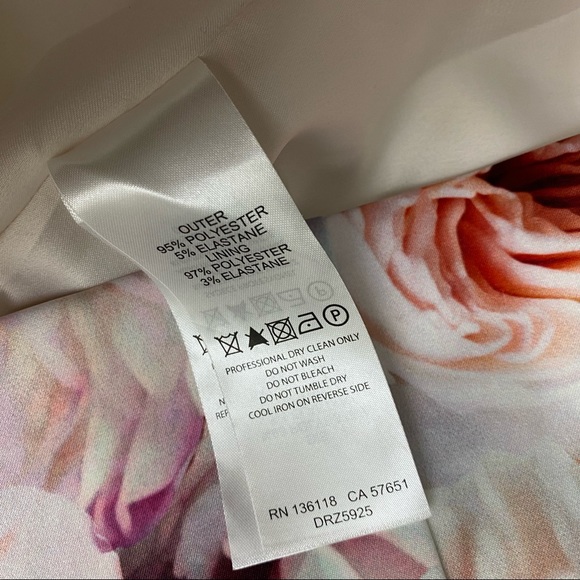 OUTER
95% POLYESTER
5% ELASTANE
LINING
97% POLYESTER
3% ELASTANE
P
PROFESSIONAL DRY CLEAN ONLY
DO NOT WASH
DO NOT BLEACH
DO NOT TUMBLE DRY
COOL IRON ON REVERSE SIDE
RN 136118 CA 57651
DRZ5925